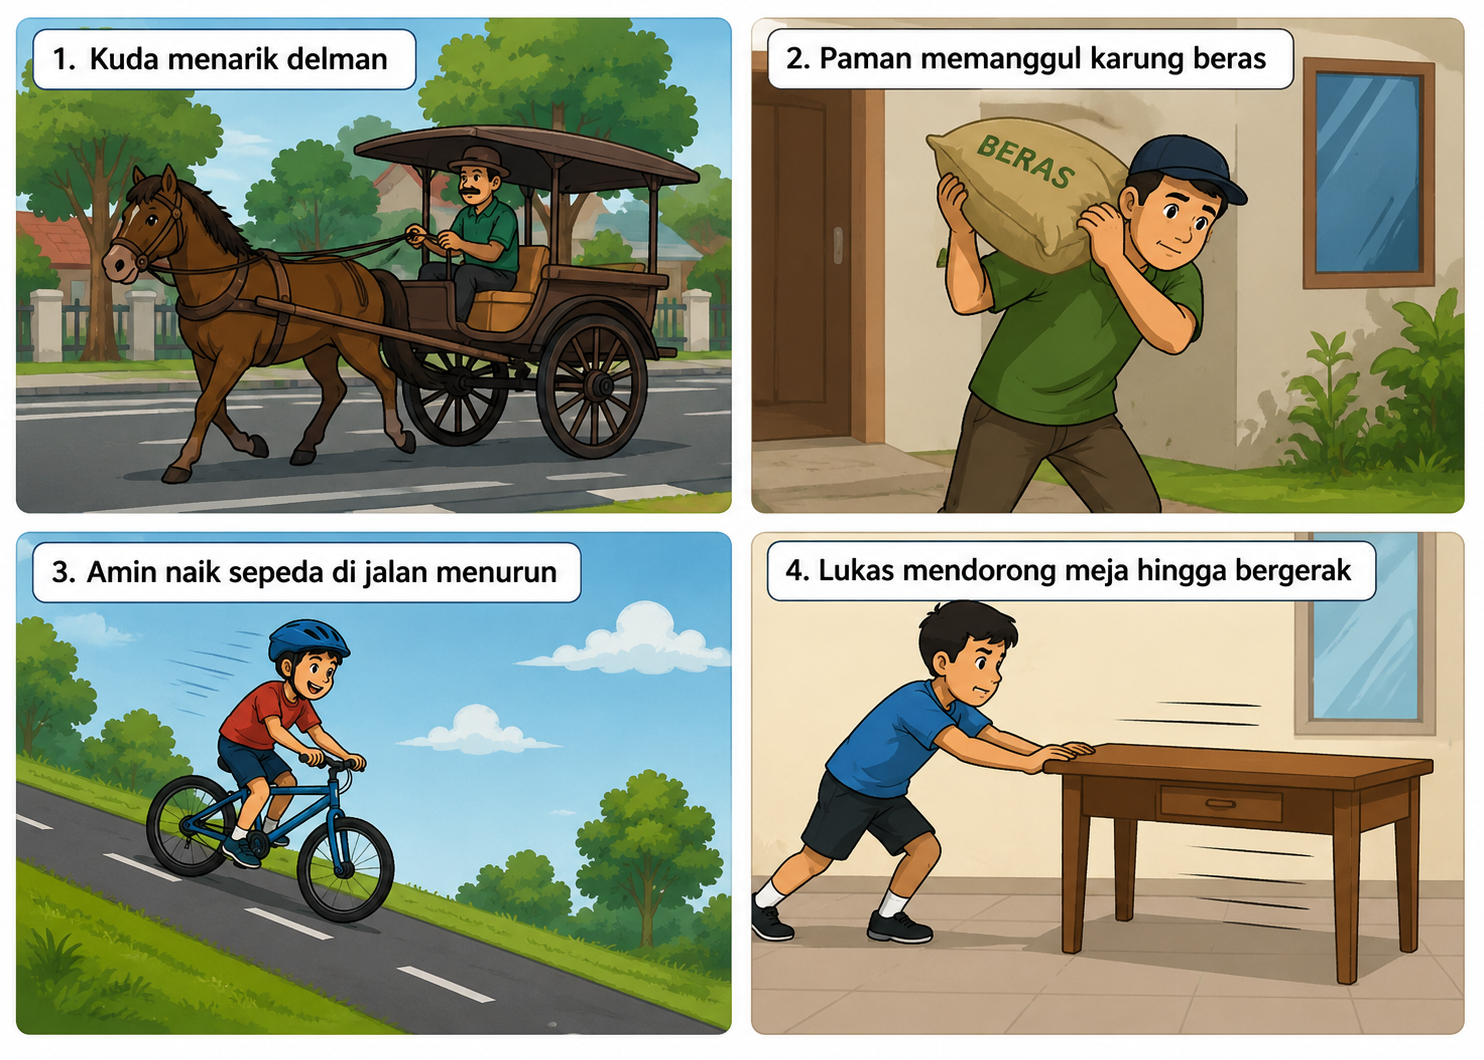 1. Kuda menarik delman
2. Paman memanggul karung beras
BERAS
3. Amin naik sepeda di jalan menurun
4. Lukas mendorong meja hingga bergerak